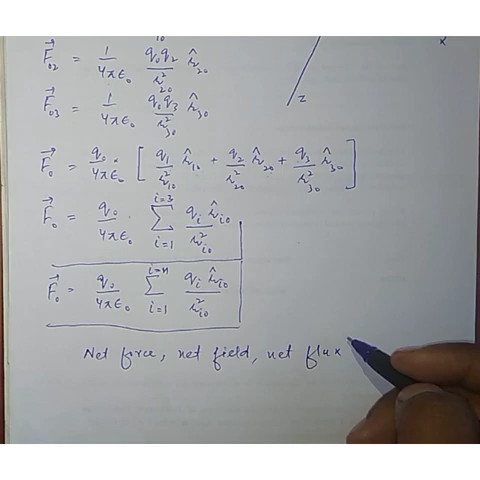 10 x
F⃗₀₂ = 1/4πε₀ q₀q₂/r²₂₀ r̂₂₀
z
F⃗₀₃ = 1/4πε₀ q₀q₃/r²₃₀ r̂₃₀
F⃗₀ = q₀/4πε₀ × [ q₁/r²₁₀ r̂₁₀ + q₂/r²₂₀ r̂₂₀ + q₃/r²₃₀ r̂₃₀ ]
F⃗₀ = q₀/4πε₀ . Σ i=1 i=3 qᵢ r̂ᵢ₀/r²ᵢ₀
F⃗₀ = q₀/4πε₀ Σ i=1 i=n qᵢ r̂ᵢ₀/r²ᵢ₀
Net force, net field, net flux